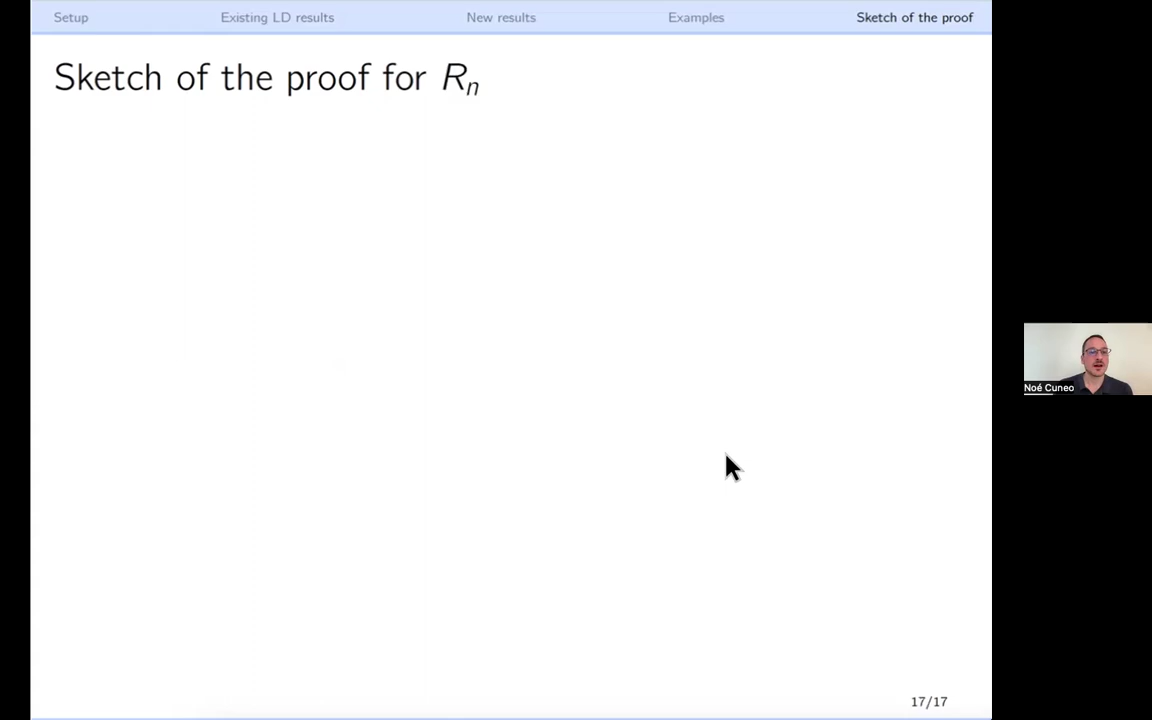 Setup Existing LD results New results Examples Sketch of the proof
Sketch of the proof for Rₙ
Noé Cuneo
17/17